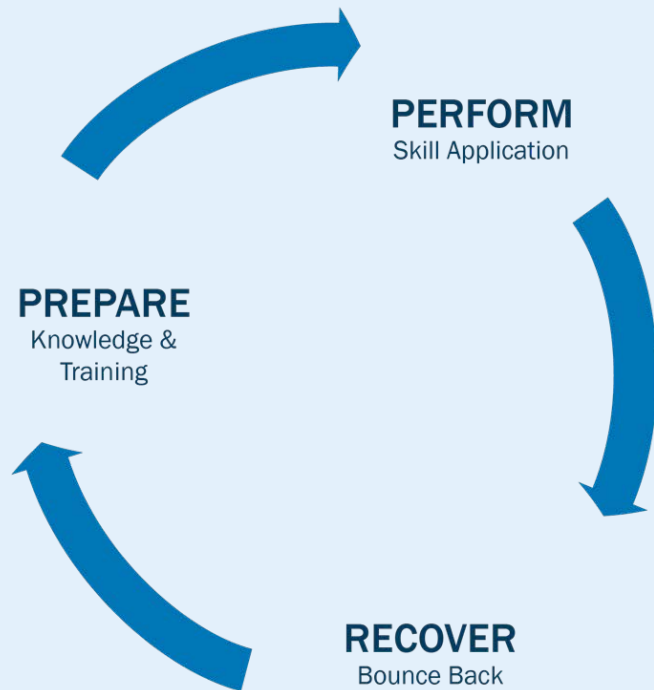 PERFORM
Skill Application
PREPARE
Knowledge &
Training
RECOVER
Bounce Back